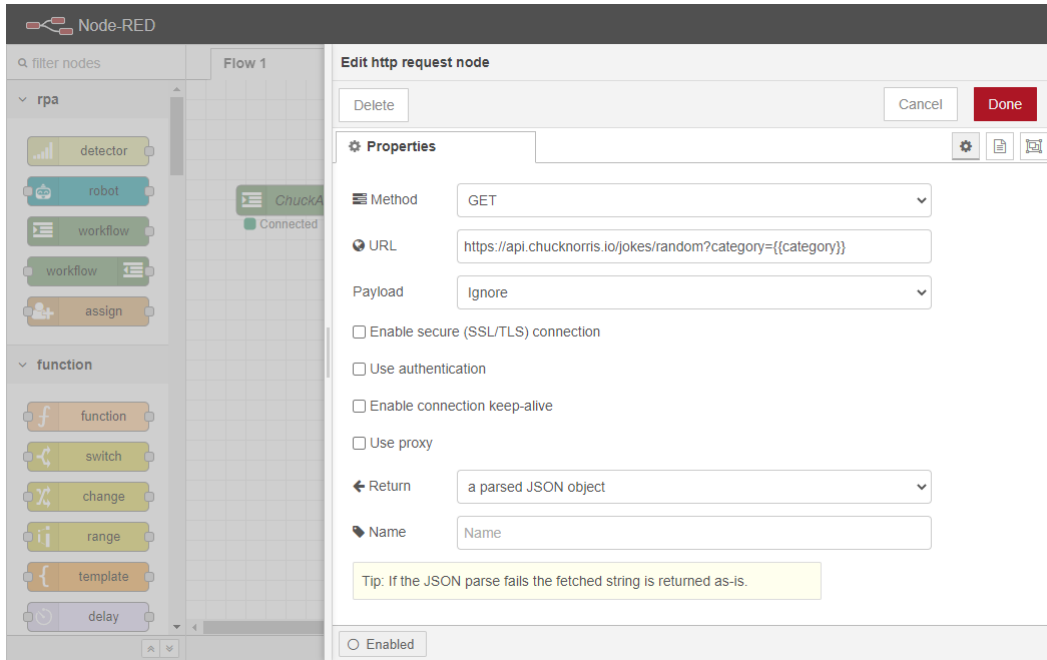 Node-RED
filter nodes
rpa
detector
robot
workflow
workflow
assign
function
function
switch
change
range
template
delay
Flow 1
ChuckA
Connected
Edit http request node
Delete
Cancel
Done
Properties
Method
GET
URL
https://api.chucknorris.io/jokes/random?category={{category}}
Payload
Ignore
Enable secure (SSL/TLS) connection
Use authentication
Enable connection keep-alive
Use proxy
Return
a parsed JSON object
Name
Name
Tip: If the JSON parse fails the fetched string is returned as-is.
Enabled